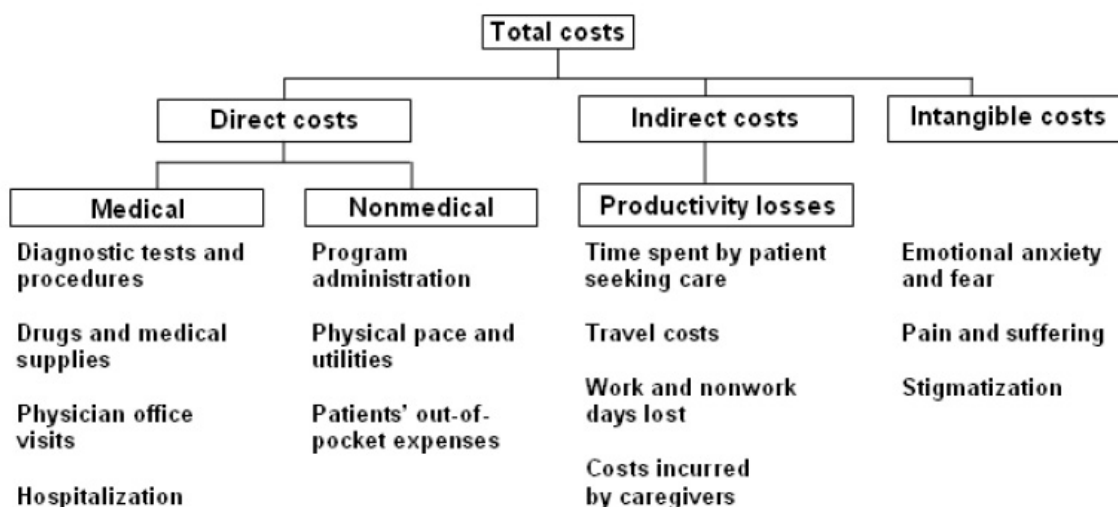 Total costs
Direct costs
Indirect costs
Intangible costs
Medical
Nonmedical
Productivity losses
Diagnostic tests and
procedures
Drugs and medical
supplies
Physician office
visits
Hospitalization
Program
administration
Physical pace and
utilities
Patients' out-of-
pocket expenses
Time spent by patient
seeking care
Travel costs
Work and nonwork
days lost
Costs incurred
by caregivers
Emotional anxiety
and fear
Pain and suffering
Stigmatization